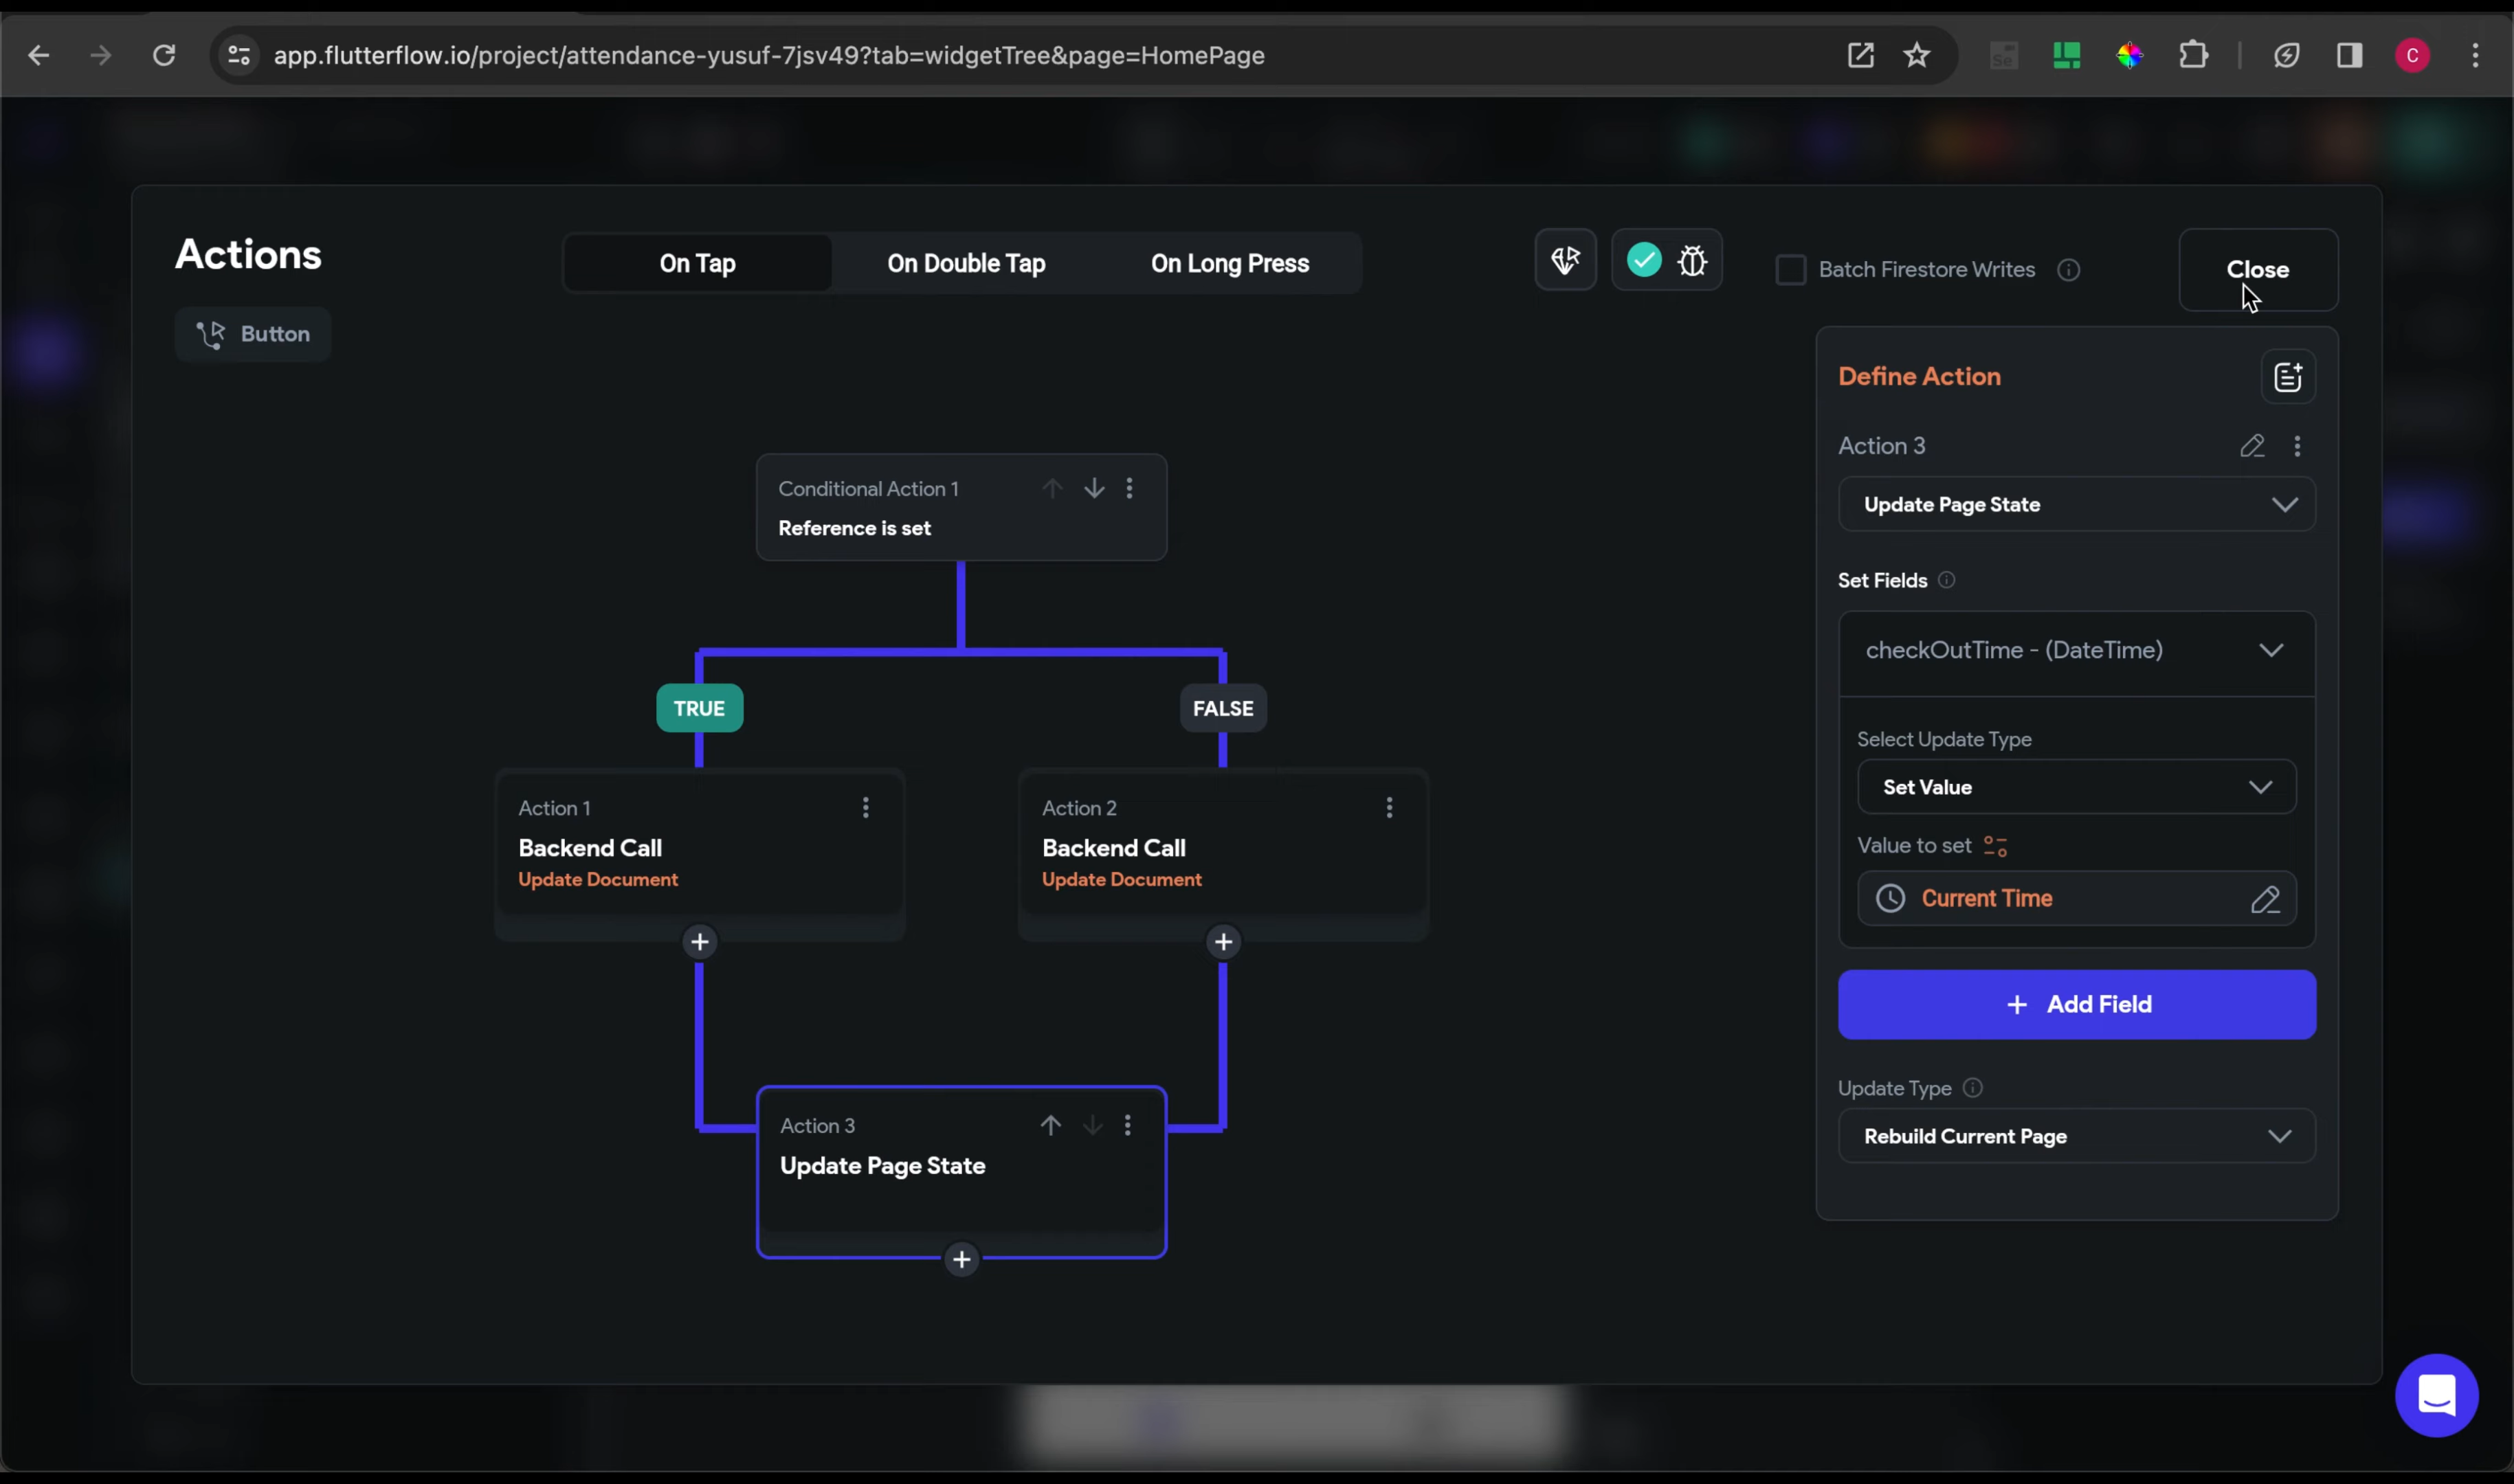 app.flutterflow.io/project/attendance-yusuf-7jsv49?tab=widgetTree&page=HomePage
Se
C
Actions
On Tap
On Double Tap
On Long Press
Batch Firestore Writes
Close
Button
Define Action
Action 3
Update Page State
Set Fields
checkOutTime - (DateTime)
Select Update Type
Set Value
Value to set
Current Time
+ Add Field
Update Type
Rebuild Current Page
Conditional Action 1
Reference is set
TRUE
FALSE
Action 1
Backend Call
Update Document
Action 2
Backend Call
Update Document
Action 3
Update Page State